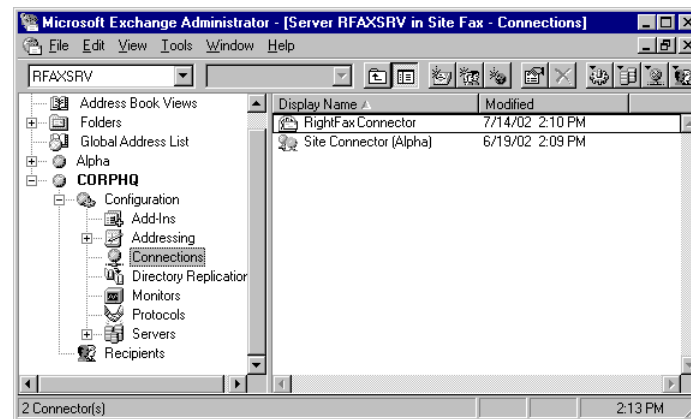 Microsoft Exchange Administrator - [Server RFAXSRV in Site Fax - Connections]
File Edit View Tools Window Help
RFAXSRV
Address Book Views
Folders
Global Address List
Alpha
CORPHQ
Configuration
Add-Ins
Addressing
Connections
Directory Replication
Monitors
Protocols
Servers
Recipients
Display Name Modified
RightFax Connector 7/14/02 2:10 PM
Site Connector (Alpha) 6/19/02 2:09 PM
2 Connector(s) 2:13 PM